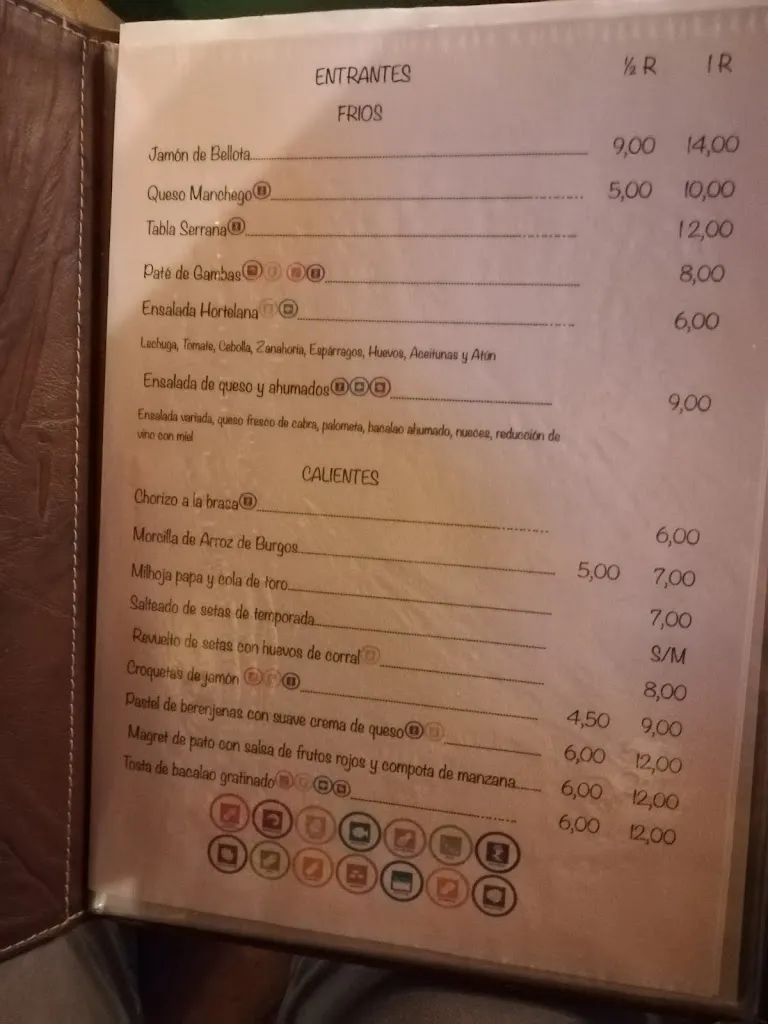 ½ R 1 R
ENTRANTES
FRIOS
Jamón de Bellota 9,00 14,00
Queso Manchego 5,00 10,00
Tabla Serrana 12,00
Paté de Gambas 8,00
Ensalada Hortelana 6,00
Lechuga, Tomate, Cebolla, Zanahoria, Espárragos, Huevos, Aceitunas y Atún
Ensalada de queso y ahumados 9,00
Ensalada variada, queso fresco de cabra, palometa, bacalao ahumado, nueces, reducción de
vino con miel
CALIENTES
Chorizo a la brasa 6,00
Morcilla de Arroz de Burgos 5,00 7,00
Milhoja papa y cola de toro 7,00
Salteado de setas de temporada S/M
Revuelto de setas con huevos de corral 8,00
Croquetas de jamón 4,50 9,00
Pastel de berenjenas con suave crema de queso 6,00 12,00
Magret de pato con salsa de frutos rojos y compota de manzana 6,00 12,00
Tosta de bacalao gratinado 6,00 12,00